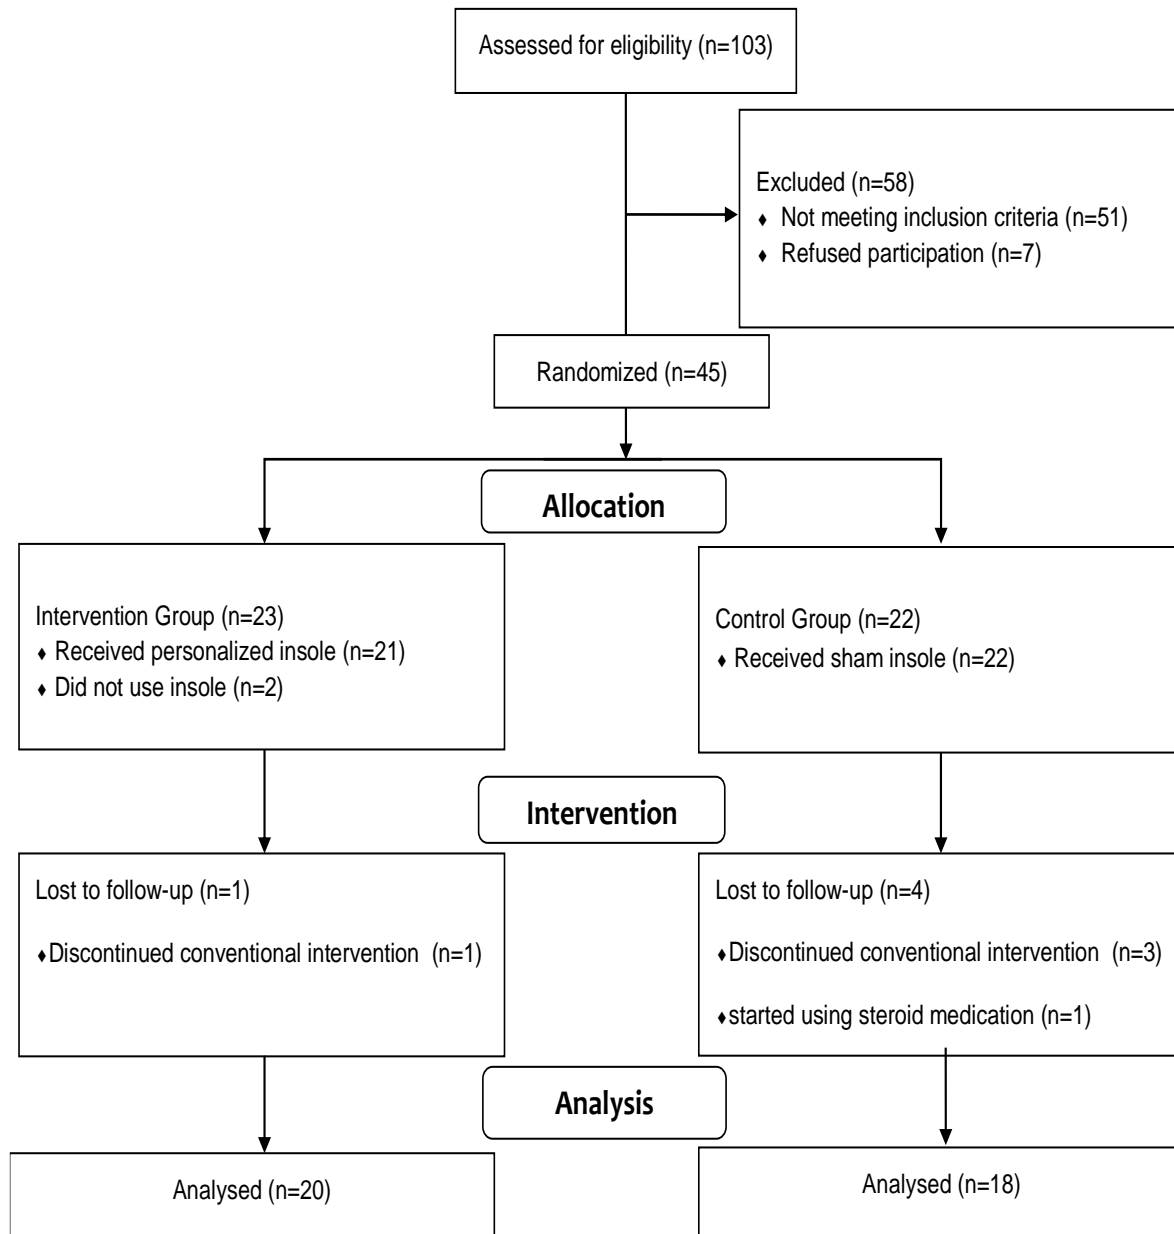 Assessed for eligibility (n=103)
Excluded (n=58)
♦ Not meeting inclusion criteria (n=51)
♦ Refused participation (n=7)
Randomized (n=45)
Allocation
Intervention Group (n=23)
♦ Received personalized insole (n=21)
♦ Did not use insole (n=2)
Control Group (n=22)
♦ Received sham insole (n=22)
Intervention
Lost to follow-up (n=1)
♦Discontinued conventional intervention (n=1)
Lost to follow-up (n=4)
♦Discontinued conventional intervention (n=3)
♦started using steroid medication (n=1)
Analysis
Analysed (n=20)
Analysed (n=18)